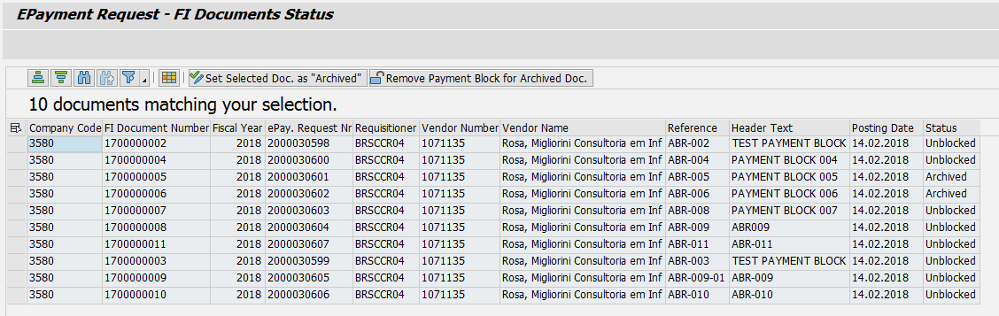 EPayment Request - FI Documents Status
Set Selected Doc. as "Archived" Remove Payment Block for Archived Doc.
10 documents matching your selection.
Company Code FI Document Number Fiscal Year ePay. Request Nr Requisitioner Vendor Number Vendor Name Reference Header Text Posting Date Status
3580 1700000002 2018 2000030598 BRSCCR04 1071135 Rosa, Migliorini Consultoria em Inf ABR-002 TEST PAYMENT BLOCK 14.02.2018 Unblocked
3580 1700000004 2018 2000030600 BRSCCR04 1071135 Rosa, Migliorini Consultoria em Inf ABR-004 PAYMENT BLOCK 004 14.02.2018 Unblocked
3580 1700000005 2018 2000030601 BRSCCR04 1071135 Rosa, Migliorini Consultoria em Inf ABR-005 PAYMENT BLOCK 005 14.02.2018 Archived
3580 1700000006 2018 2000030602 BRSCCR04 1071135 Rosa, Migliorini Consultoria em Inf ABR-006 PAYMENT BLOCK 006 14.02.2018 Archived
3580 1700000007 2018 2000030603 BRSCCR04 1071135 Rosa, Migliorini Consultoria em Inf ABR-008 PAYMENT BLOCK 007 14.02.2018 Unblocked
3580 1700000008 2018 2000030604 BRSCCR04 1071135 Rosa, Migliorini Consultoria em Inf ABR-009 ABR009 14.02.2018 Unblocked
3580 1700000011 2018 2000030607 BRSCCR04 1071135 Rosa, Migliorini Consultoria em Inf ABR-011 ABR-011 14.02.2018 Unblocked
3580 1700000003 2018 2000030599 BRSCCR04 1071135 Rosa, Migliorini Consultoria em Inf ABR-003 TEST PAYMENT BLOCK 14.02.2018 Unblocked
3580 1700000009 2018 2000030605 BRSCCR04 1071135 Rosa, Migliorini Consultoria em Inf ABR-009-01 ABR-009 14.02.2018 Unblocked
3580 1700000010 2018 2000030606 BRSCCR04 1071135 Rosa, Migliorini Consultoria em Inf ABR-010 ABR-010 14.02.2018 Unblocked